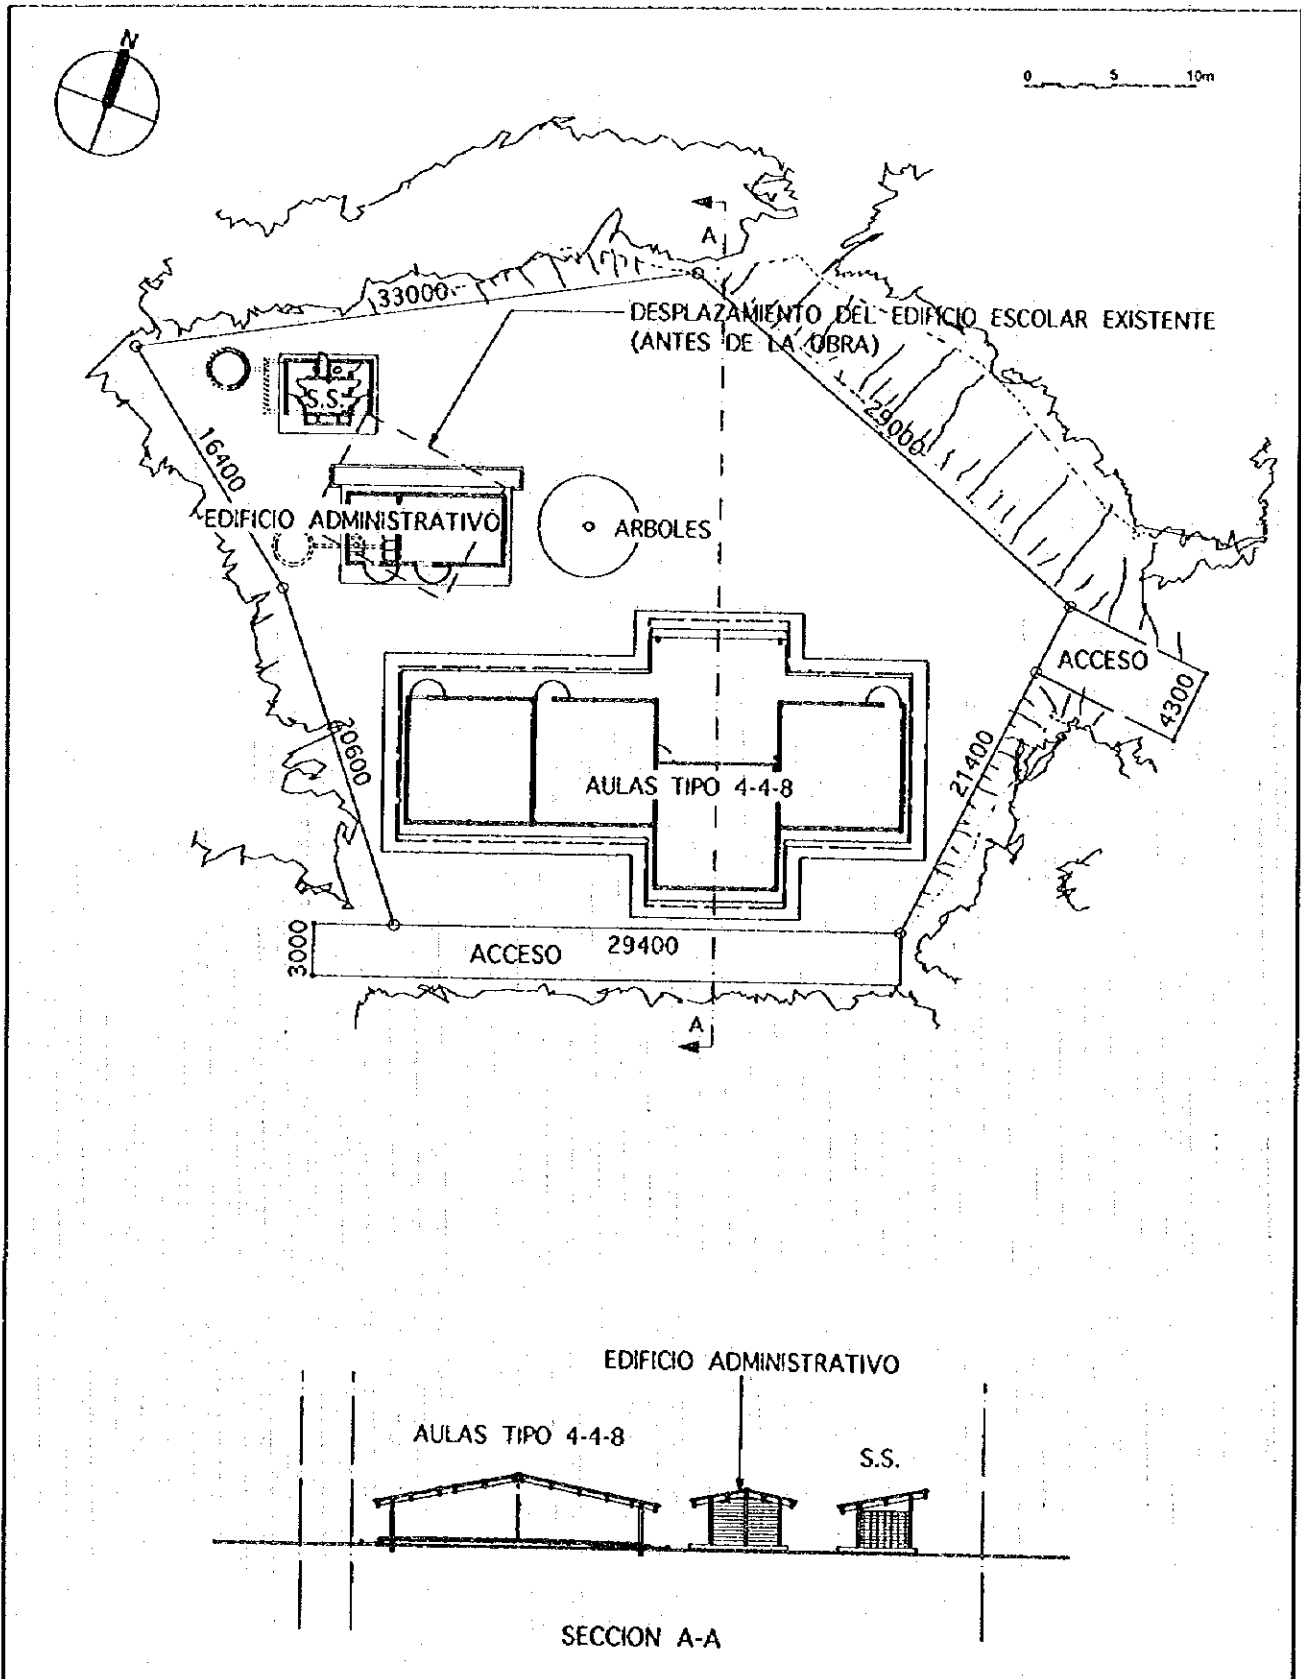 N
0 5 10m
A
33000
DESPLAZAMIENTO DEL EDIFICIO ESCOLAR EXISTENTE
(ANTES DE LA OBRA)
S.S.
29000
16400
EDIFICIO ADMINISTRATIVO
ARBOLES
ACCESO
4300
20600
21400
AULAS TIPO 4-4-8
3000
ACCESO
29400
A
EDIFICIO ADMINISTRATIVO
AULAS TIPO 4-4-8
S.S.
SECCION A-A